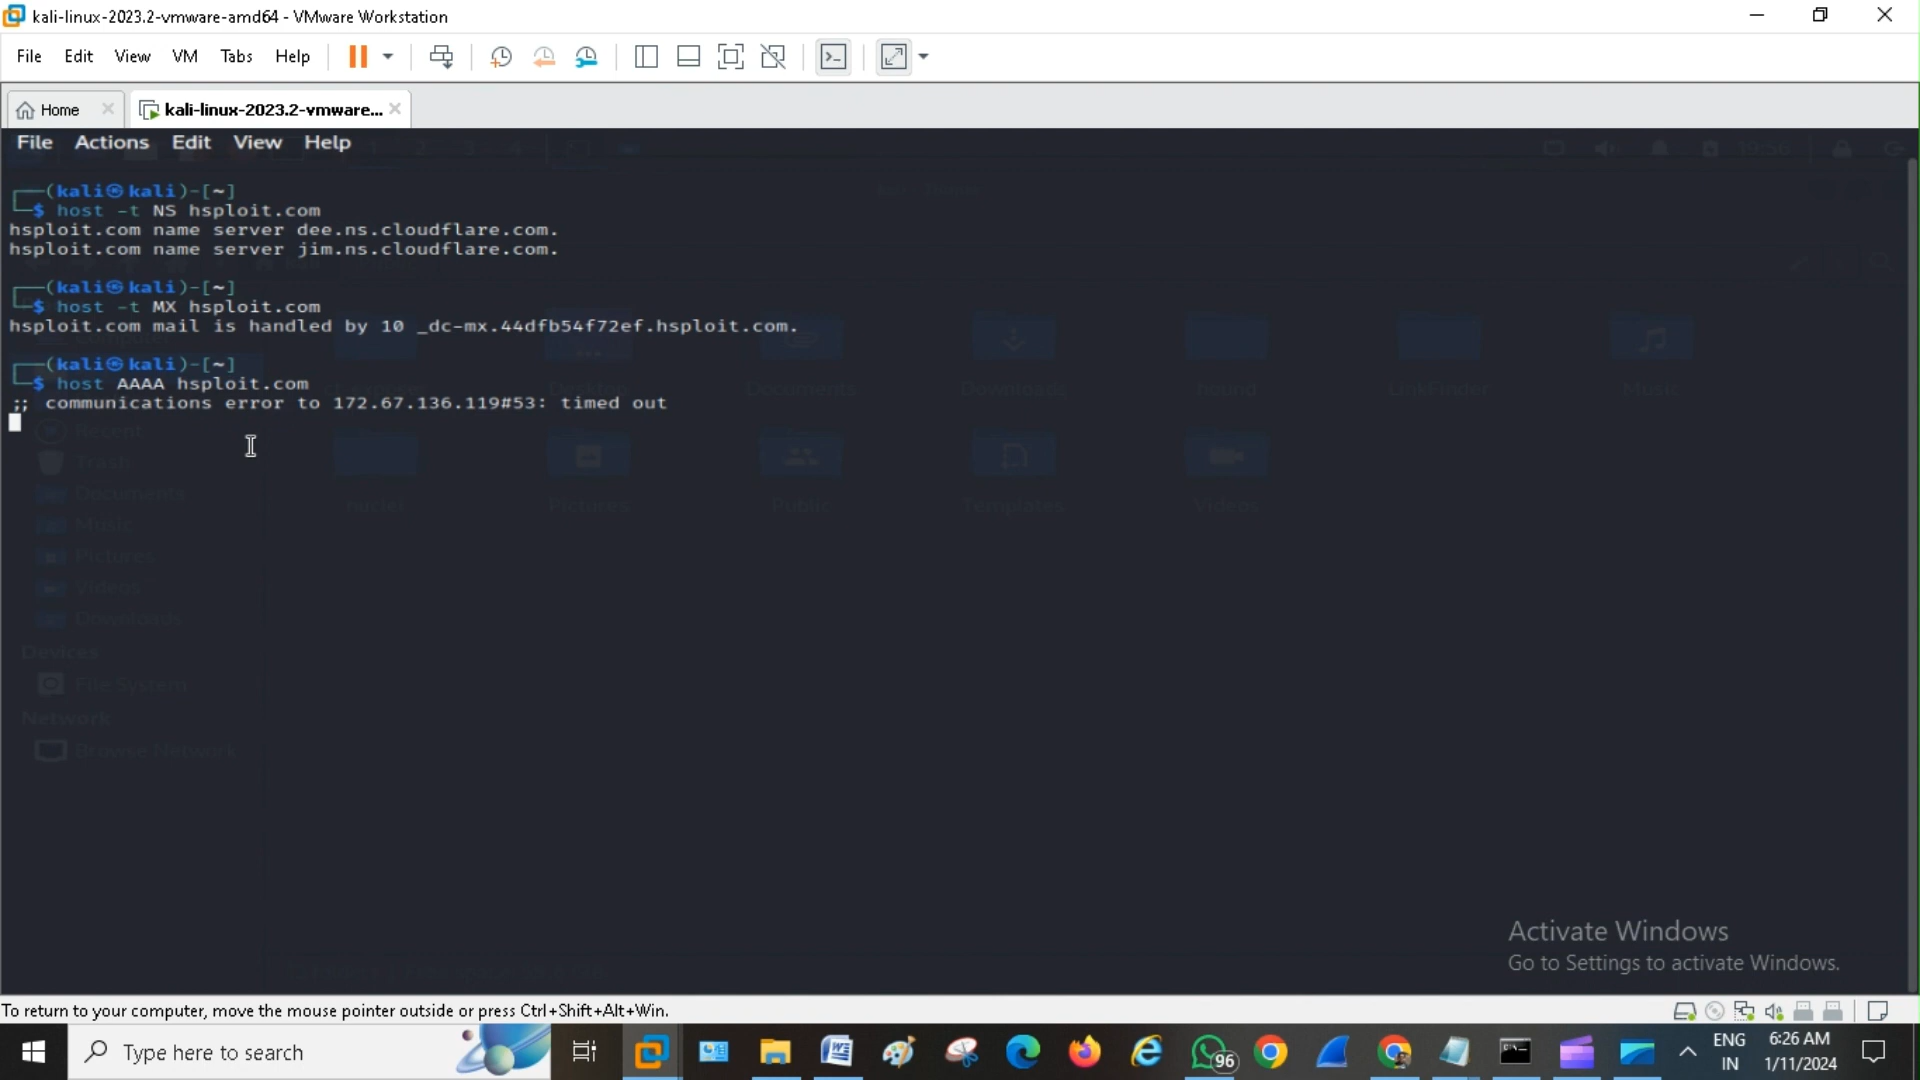 kali-linux-2023.2-vmware-amd64 - VMware Workstation
File Edit View VM Tabs Help
Home kali-linux-2023.2-vmware...
File Actions Edit View Help
19:56
┌──(kali㉿kali)-[~]
└─$ host -t NS hsploit.com
hsploit.com name server dee.ns.cloudflare.com.
hsploit.com name server jim.ns.cloudflare.com.
┌──(kali㉿kali)-[~]
└─$ host -t MX hsploit.com
hsploit.com mail is handled by 10 _dc-mx.44dfb54f72ef.hsploit.com.
Computer
┌──(kali㉿kali)-[~]
└─$ host AAAA hsploit.com
Desktop Documents Downloads LinkFinder Music
;; communications error to 172.67.136.119#53: timed out
Recent
Trash
Documents
nuclei Pictures Public Templates Videos
Music
Pictures
Videos
Downloads
Devices
File System
Network
Browse Network
Activate Windows
Go to Settings to activate Windows.
To return to your computer, move the mouse pointer outside or press Ctrl+Shift+Alt+Win.
Type here to search
96
ENG
IN
6:26 AM
1/11/2024